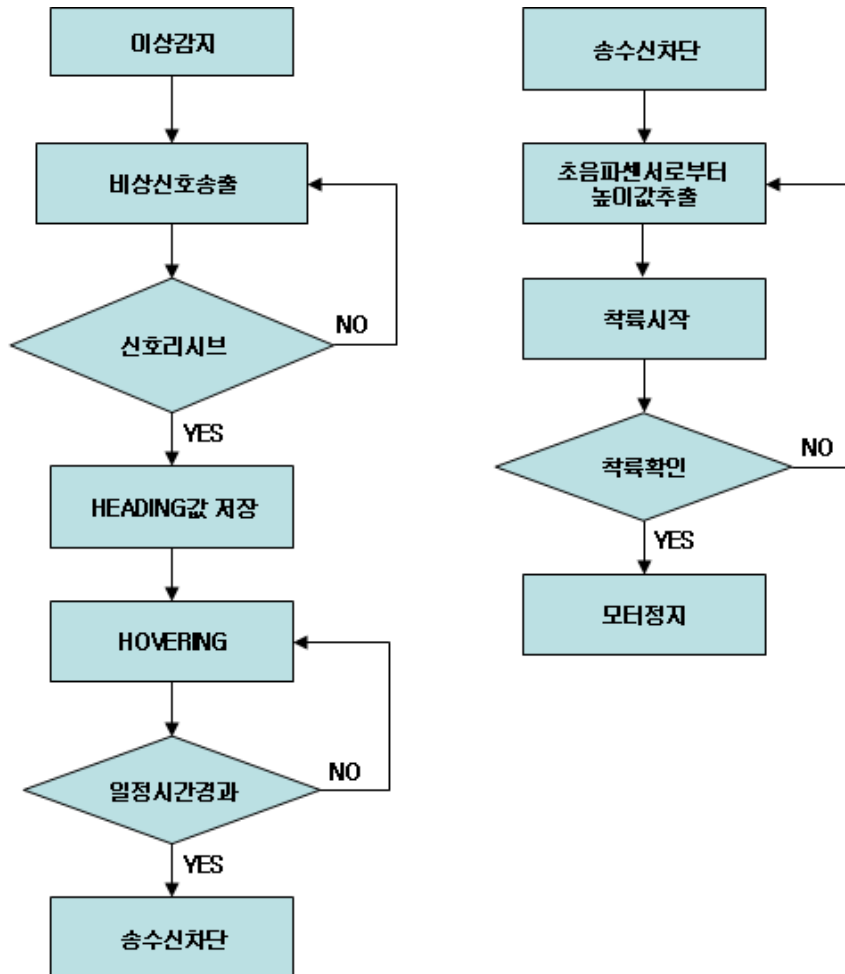 이상감지
비상신호송출
신호리시브
NO
YES
HEADING값 저장
HOVERING
일정시간경과
NO
YES
송수신차단
송수신차단
초음파센서로부터
높이값추출
착륙시작
착륙확인
NO
YES
모터정지